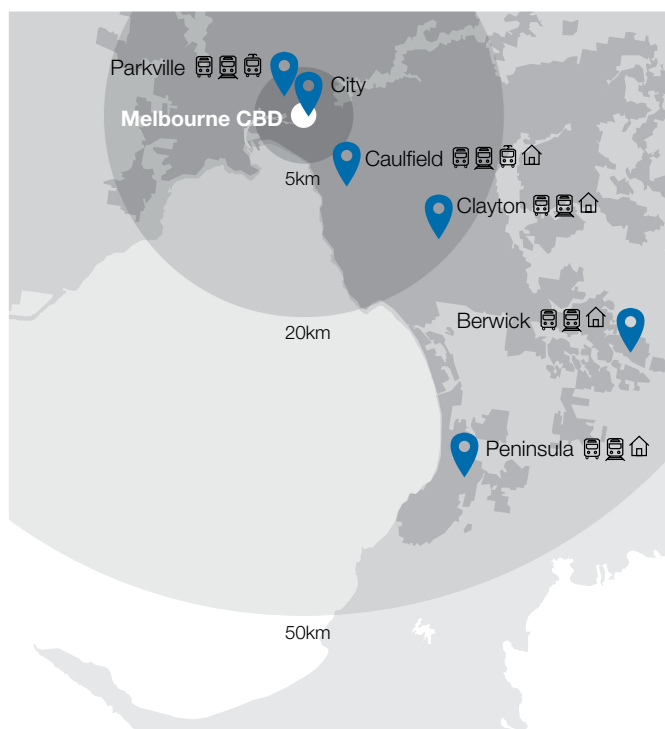 Parkville
City
Melbourne CBD
Caulfield
5km
Clayton
Berwick
20km
Peninsula
50km